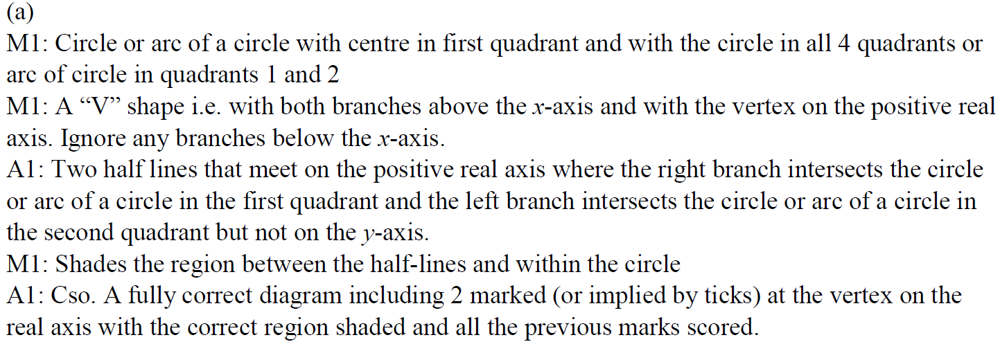 (a)
M1: Circle or arc of a circle with centre in first quadrant and with the circle in all 4 quadrants or
arc of circle in quadrants 1 and 2
M1: A “V” shape i.e. with both branches above the x-axis and with the vertex on the positive real
axis. Ignore any branches below the x-axis.
A1: Two half lines that meet on the positive real axis where the right branch intersects the circle
or arc of a circle in the first quadrant and the left branch intersects the circle or arc of a circle in
the second quadrant but not on the y-axis.
M1: Shades the region between the half-lines and within the circle
A1: Cso. A fully correct diagram including 2 marked (or implied by ticks) at the vertex on the
real axis with the correct region shaded and all the previous marks scored.